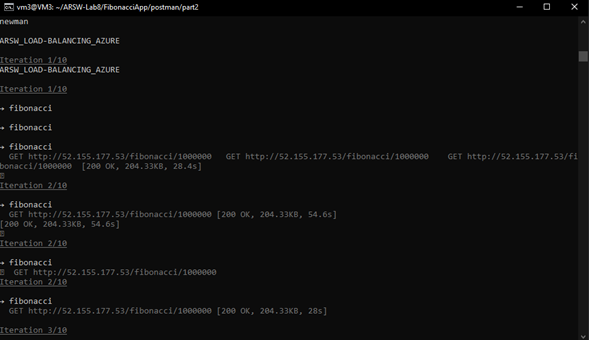 vm3@VM3: ~/ARSW-Lab8/FibonacciApp/postman/part2
newman
ARSW_LOAD-BALANCING_AZURE
Iteration 1/10
ARSW_LOAD-BALANCING_AZURE
Iteration 1/10
→ fibonacci
→ fibonacci
→ fibonacci
GET http://52.155.177.53/fibonacci/1000000 GET http://52.155.177.53/fibonacci/1000000 GET http://52.155.177.53/fi
bonacci/1000000 [200 OK, 204.33KB, 28.4s]
Iteration 2/10
→ fibonacci
GET http://52.155.177.53/fibonacci/1000000 [200 OK, 204.33KB, 54.6s]
[200 OK, 204.33KB, 54.6s]
Iteration 2/10
→ fibonacci
GET http://52.155.177.53/fibonacci/1000000
Iteration 2/10
→ fibonacci
GET http://52.155.177.53/fibonacci/1000000 [200 OK, 204.33KB, 28s]
Iteration 3/10